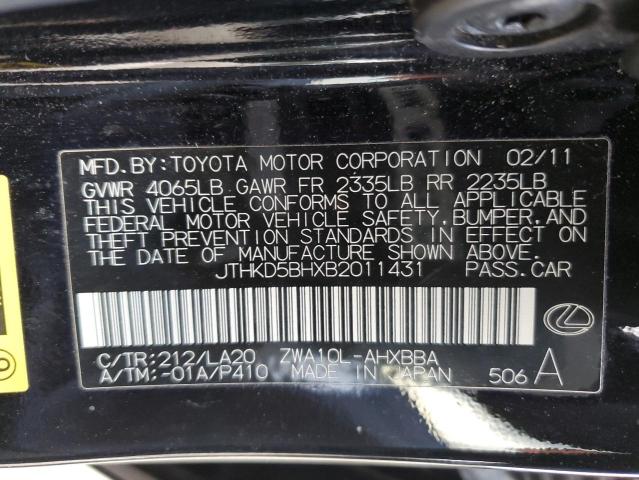 MFD. BY: TOYOTA MOTOR CORPORATION 02/11
GVWR 4065LB GAWR FR 2335LB RR 2235LB
THIS VEHICLE CONFORMS TO ALL APPLICABLE
FEDERAL MOTOR VEHICLE SAFETY, BUMPER, AND
THEFT PREVENTION STANDARDS IN EFFECT ON
THE DATE OF MANUFACTURE SHOWN ABOVE.
JTHKD5BHXB2011431 PASS. CAR
C/TR: 212/LA20 ZWA10L-AHXBBA
A/TM: -01A/P410 MADE IN JAPAN 506 A